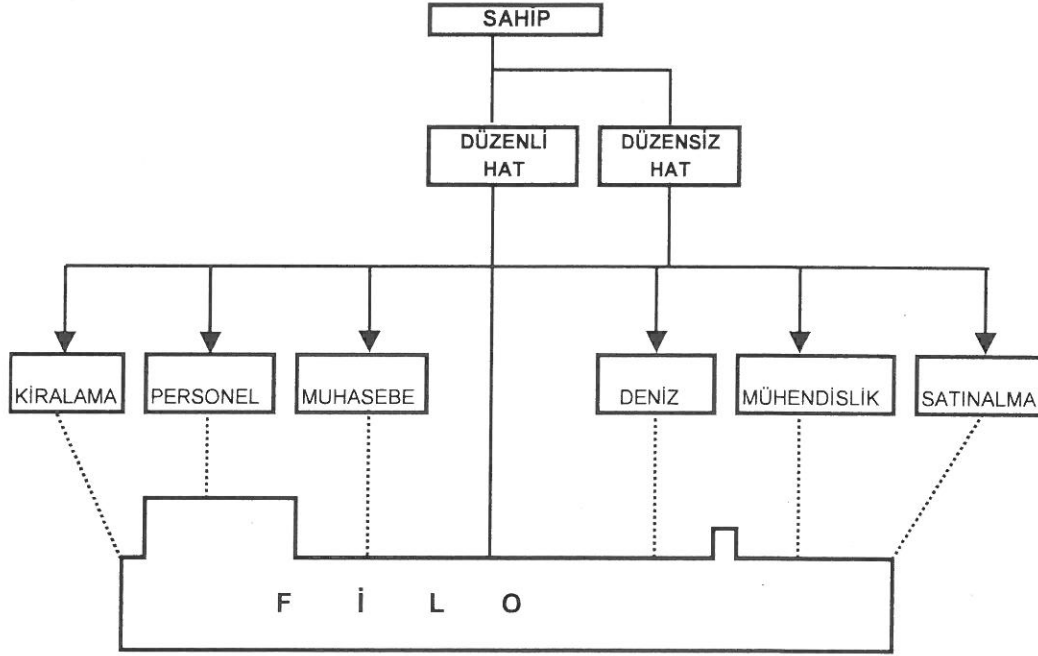 SAHİP
DÜZENLİ
HAT
DÜZENSİZ
HAT
KİRALAMA
PERSONEL
MUHASEBE
DENİZ
MÜHENDİSLİK
SATINALMA
F İ L O